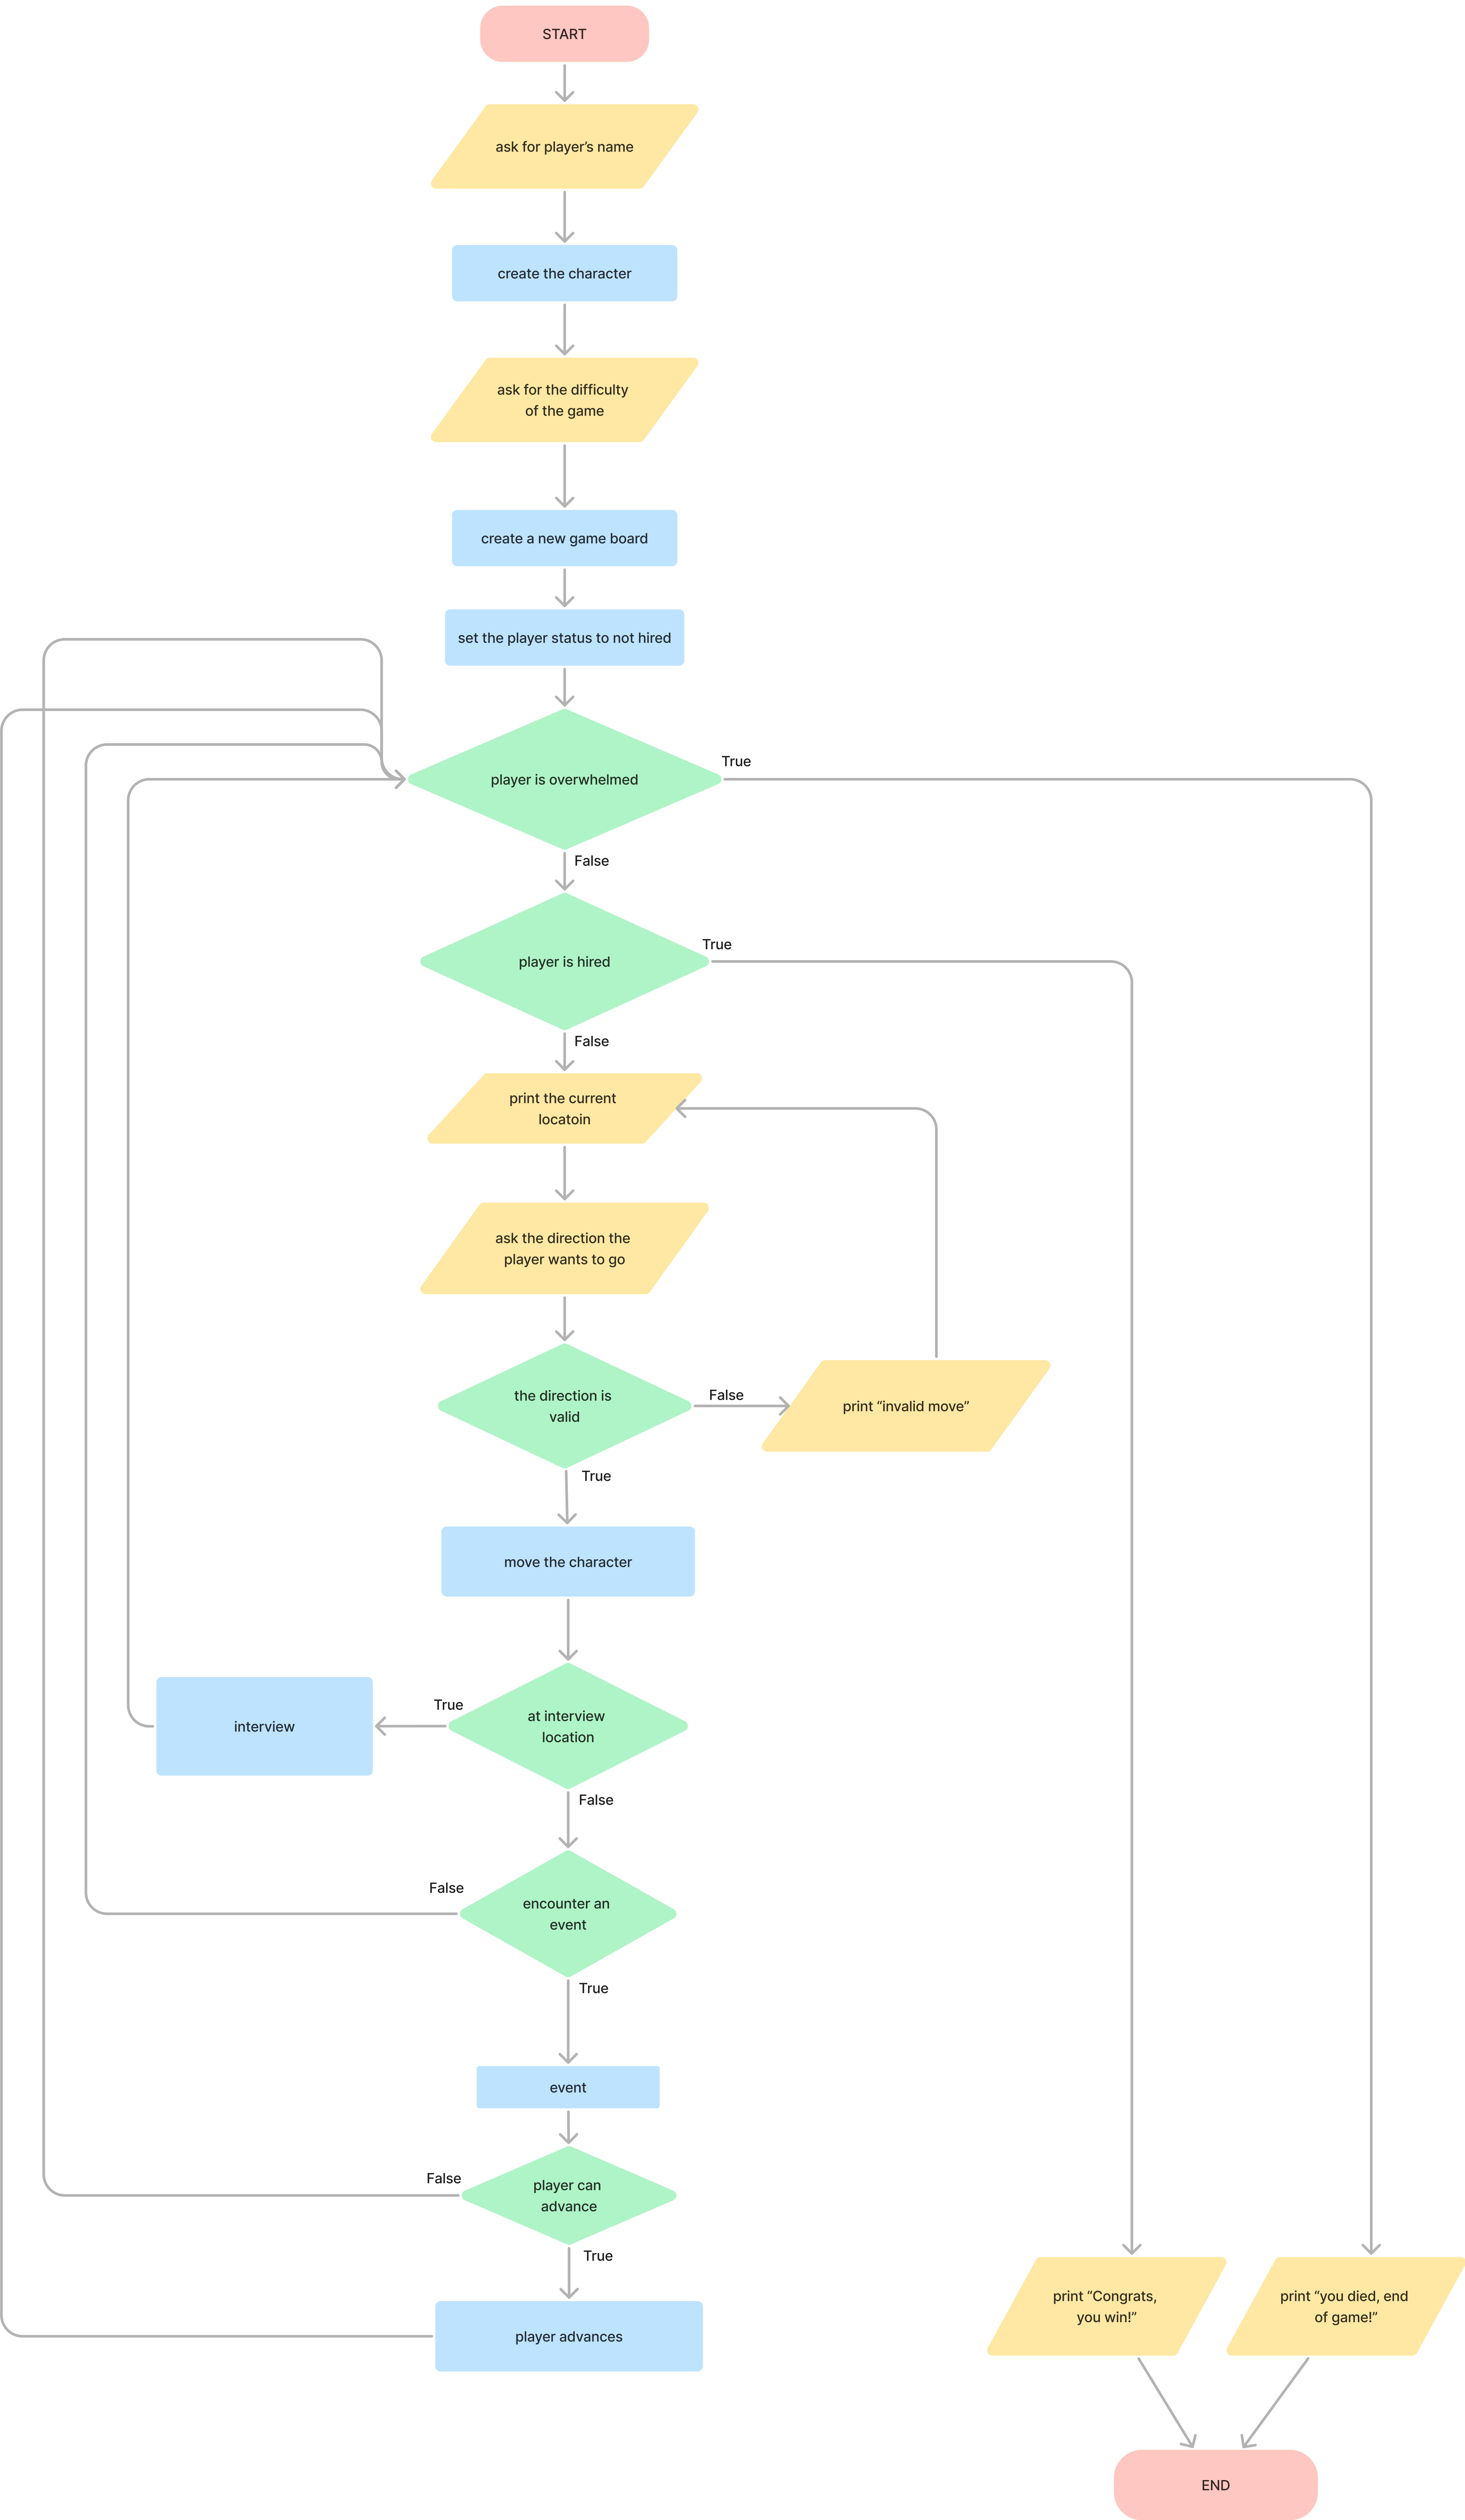 START
ask for player’s name
create the character
ask for the difficulty
of the game
create a new game board
set the player status to not hired
player is overwhelmed
True
False
player is hired
True
False
print the current
locatoin
ask the direction the
player wants to go
the direction is
valid
False
print “invalid move”
True
move the character
at interview
location
True
interview
False
encounter an
event
False
True
event
player can
advance
False
True
player advances
print “Congrats,
you win!”
print “you died, end
of game!”
END